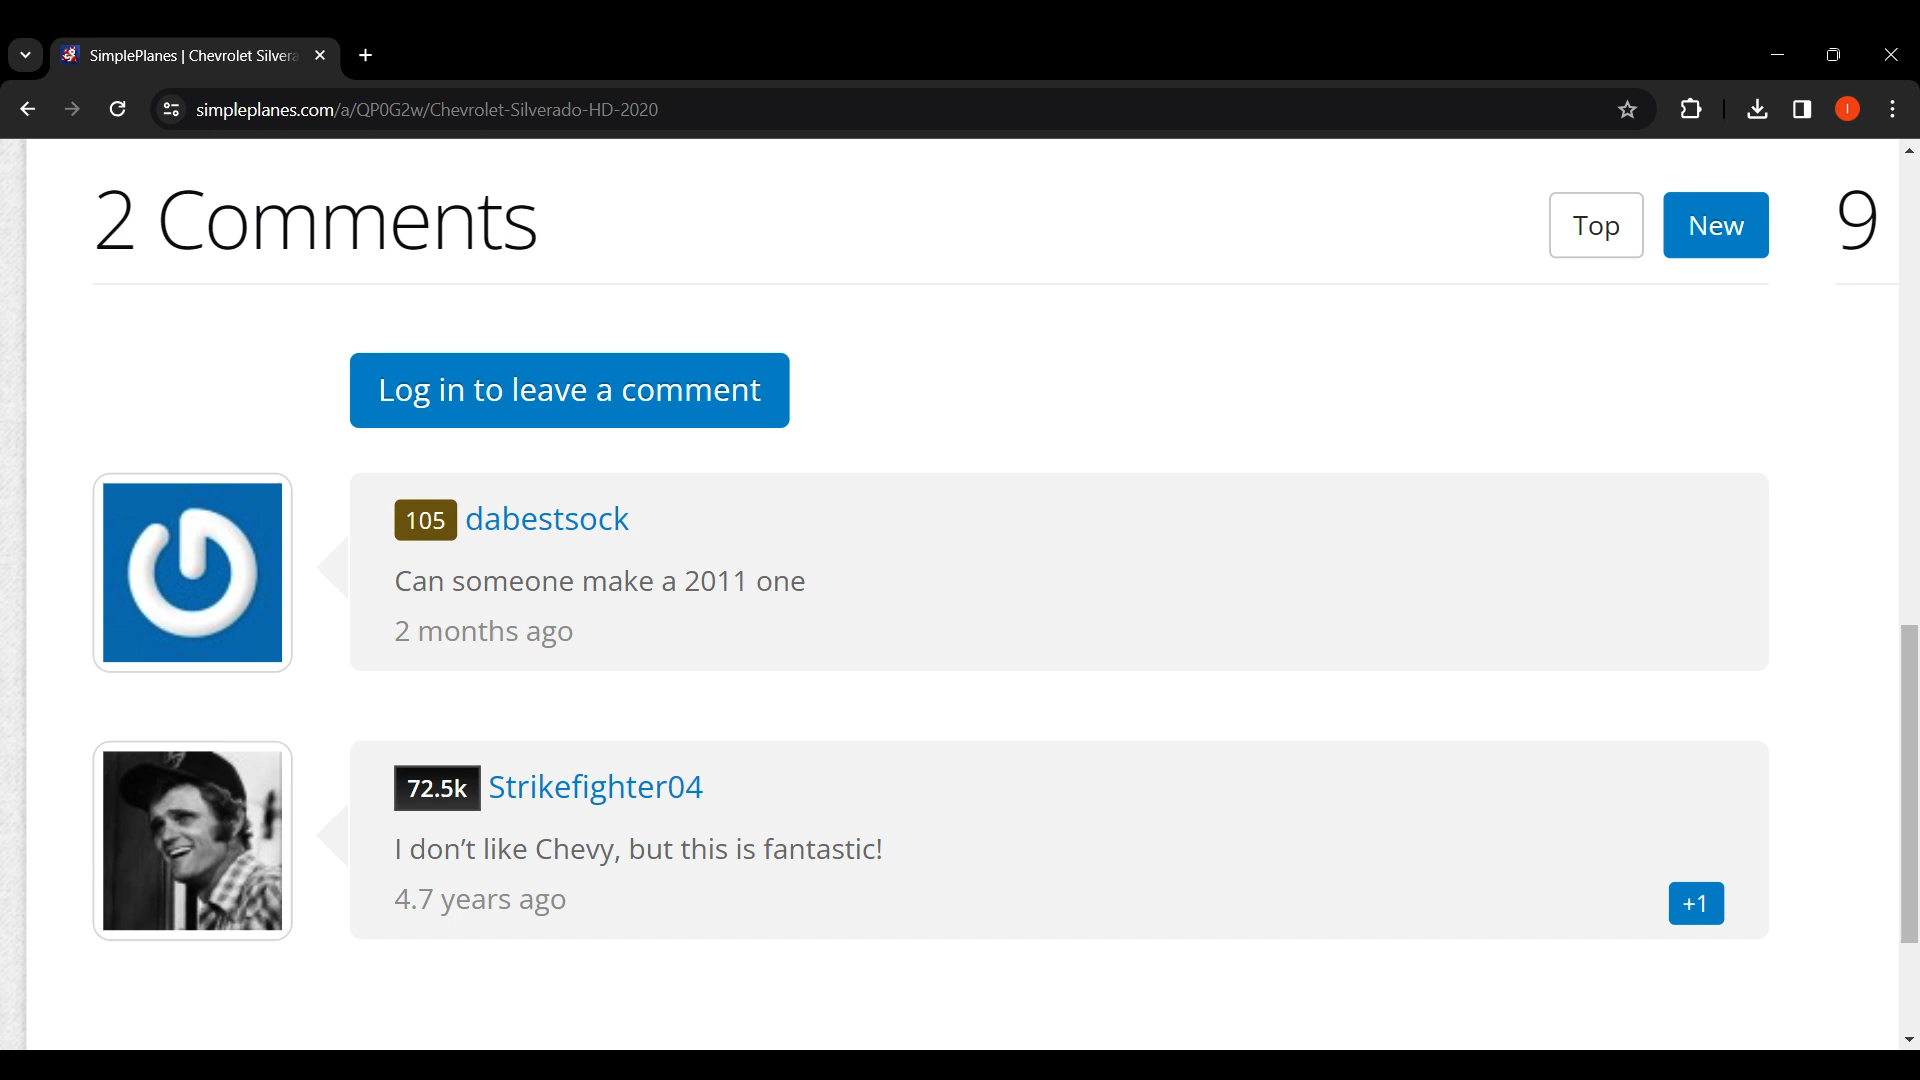 SimplePlanes | Chevrolet Silvera
simpleplanes.com/a/QP0G2w/Chevrolet-Silverado-HD-2020
I
2 Comments
Top
New
9
Log in to leave a comment
105 dabestsock
Can someone make a 2011 one
2 months ago
72.5k Strikefighter04
I don’t like Chevy, but this is fantastic!
4.7 years ago
+1